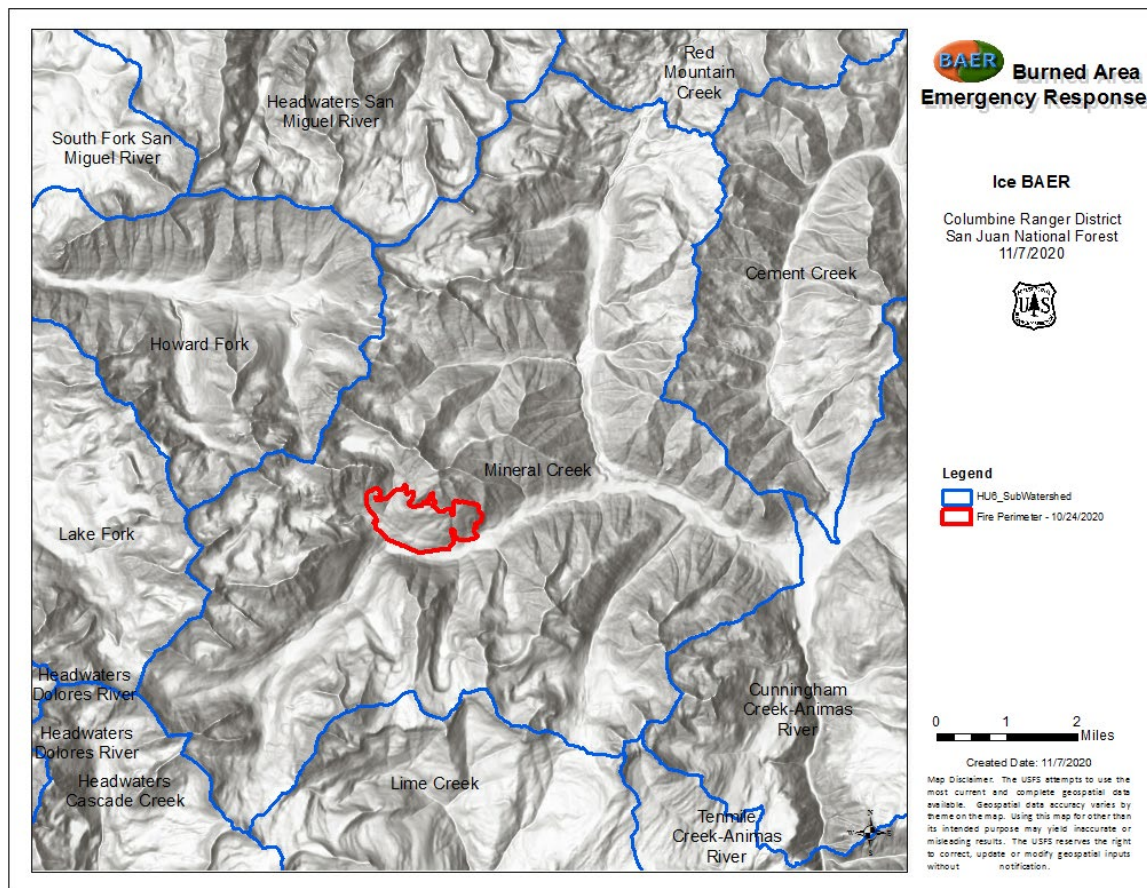 Red
Mountain
Creek
Headwaters San
Miguel River
South Fork San
Miguel River
Cement Creek
Howard Fork
Mineral Creek
Lake Fork
Headwaters
Dolores River
Headwaters
Dolores River
Headwaters
Cascade Creek
Lime Creek
Cunningham
Creek-Animas
River
Tenmile
Creek-Animas
River
BAER Burned Area
Emergency Response
Ice BAER
Columbine Ranger District
San Juan National Forest
11/7/2020
U S
Legend
HU6_SubWatershed
Fire Perimeter - 10/24/2020
0 1 2
Miles
Created Date: 11/7/2020
Map Disclaimer. The USFS attempts to use the
most current and complete geospatial data
available. Geospatial data accuracy varies by
theme on the map. Using this map for other than
its intended purpose may yield inaccurate or
misleading results. The USFS reserves the right
to correct, update or modify geospatial inputs
without notification.
N
W E
S